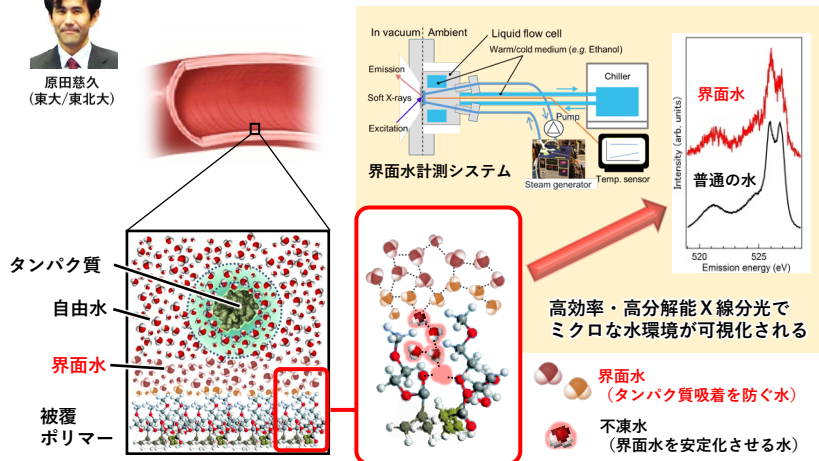 原田慈久
(東大/東北大)
In vacuum
Ambient
Liquid flow cell
Warm/cold medium (e.g. Ethanol)
Emission
Soft X-rays
Excitation
Chiller
Pump
Steam generator
Temp. sensor
界面水計測システム
Intensity (arb. units)
界面水
普通の水
520
525
Emission energy (eV)
タンパク質
自由水
界面水
被覆
ポリマー
高効率・高分解能X線分光で
ミクロな水環境が可視化される
界面水
(タンパク質吸着を防ぐ水)
不凍水
(界面水を安定化させる水)